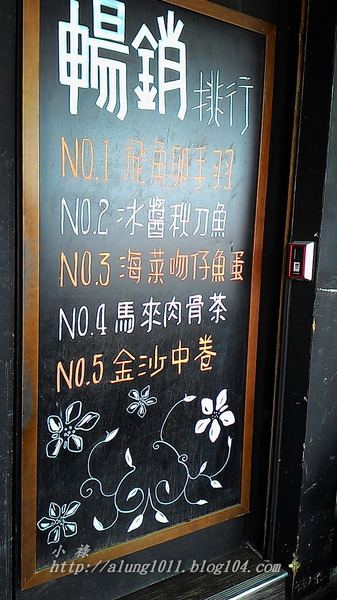 暢銷排行
NO.1 飛魚卵手羽
NO.2 冰醬秋刀魚
NO.3 海菜吻仔魚蛋
NO.4 馬來肉骨茶
NO.5 金沙中卷
小祿
http://alung1011.blog104.com/